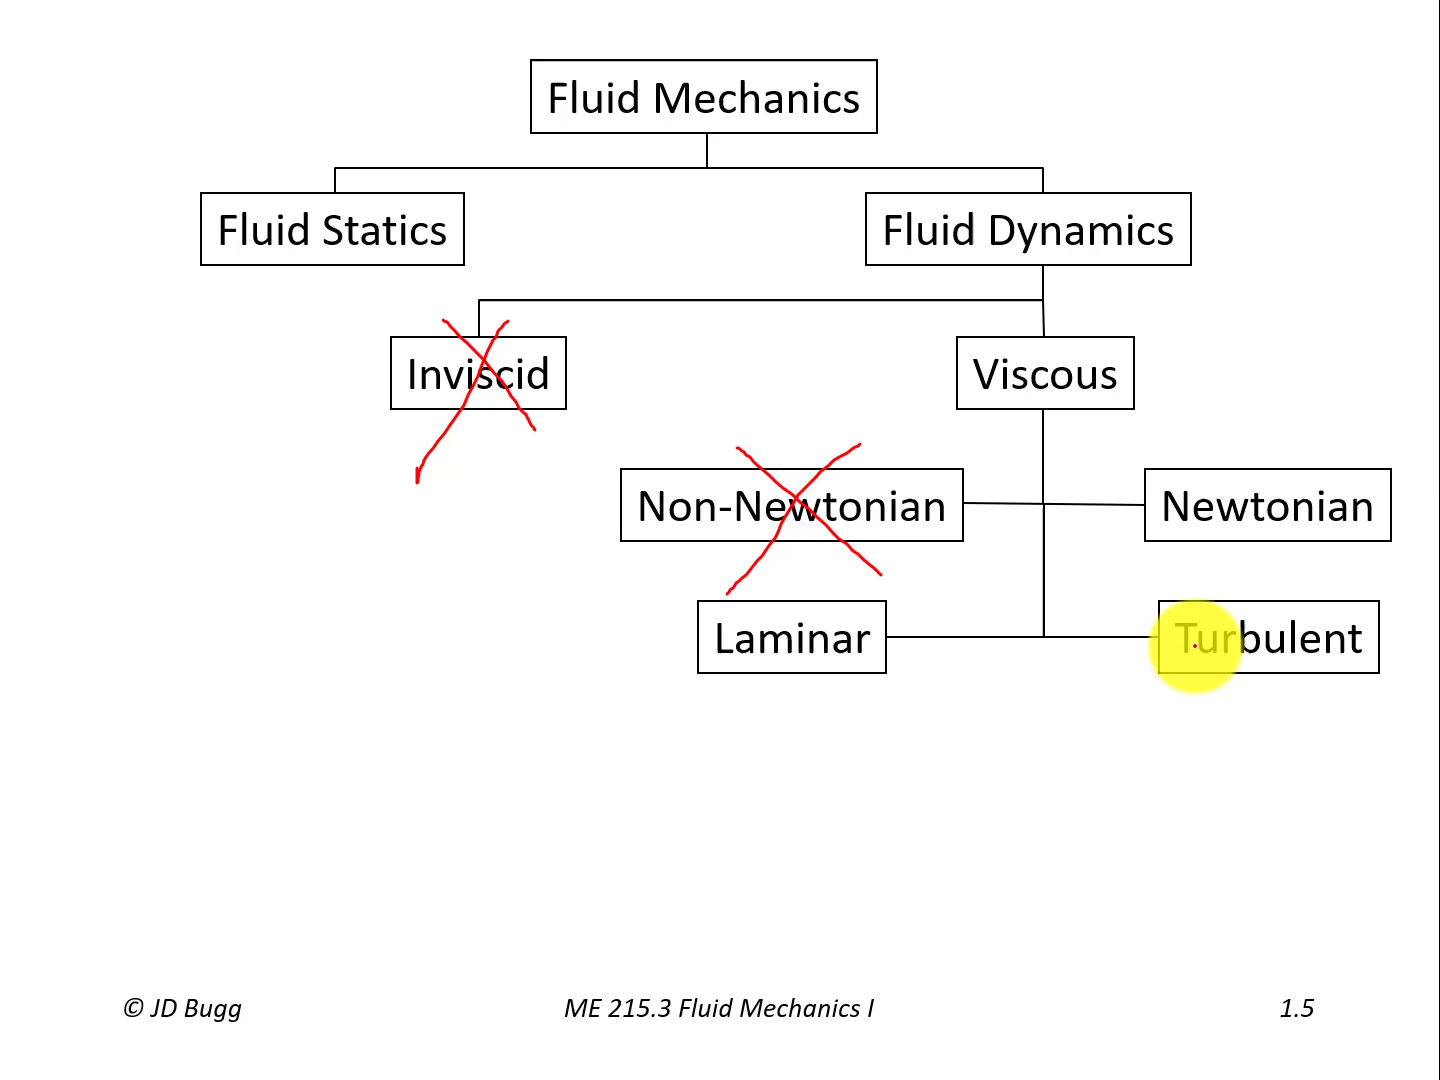 Fluid Mechanics
Fluid Statics
Fluid Dynamics
Inviscid
Viscous
Non-Newtonian
Newtonian
Laminar
Turbulent
© JD Bugg
ME 215.3 Fluid Mechanics I
1.5